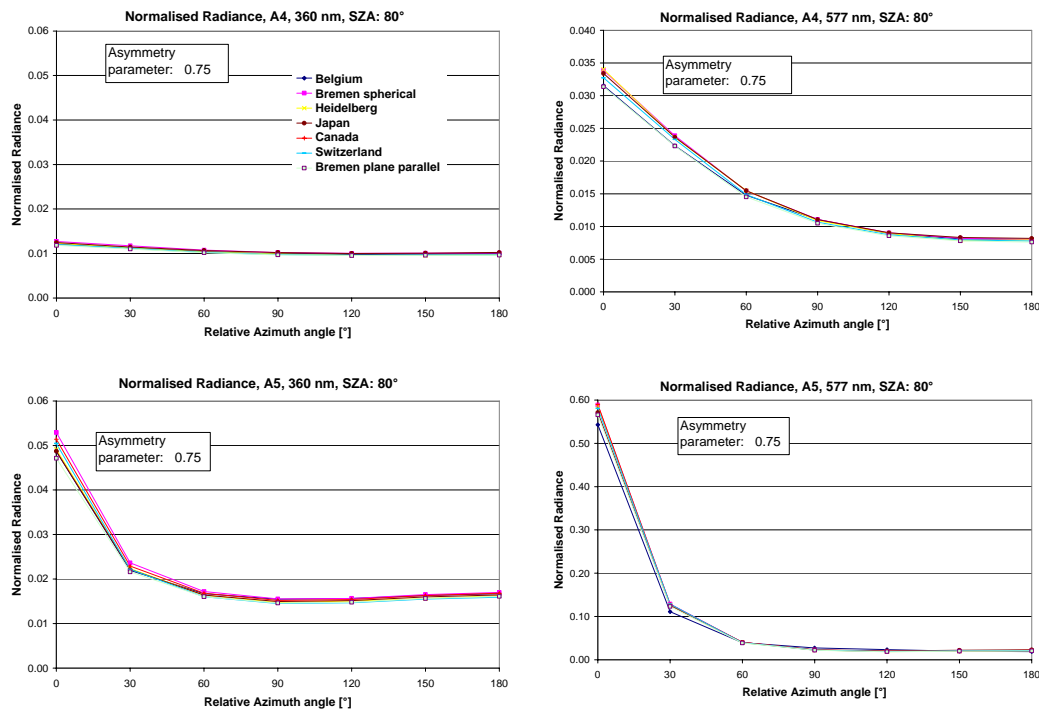 Normalised Radiance, A4, 360 nm, SZA: 80°
Normalised Radiance
0.06
0.05
0.04
0.03
0.02
0.01
0.00
Asymmetry
parameter: 0.75
Belgium
Bremen spherical
Heidelberg
Japan
Canada
Switzerland
Bremen plane parallel
0 30 60 90 120 150 180
Relative Azimuth angle [°]
Normalised Radiance, A4, 577 nm, SZA: 80°
Normalised Radiance
0.040
0.035
0.030
0.025
0.020
0.015
0.010
0.005
0.000
Asymmetry
parameter: 0.75
0 30 60 90 120 150 180
Relative Azimuth angle [°]
Normalised Radiance, A5, 360 nm, SZA: 80°
Normalised Radiance
0.06
0.05
0.04
0.03
0.02
0.01
0.00
Asymmetry
parameter: 0.75
0 30 60 90 120 150 180
Relative Azimuth angle [°]
Normalised Radiance, A5, 577 nm, SZA: 80°
Normalised Radiance
0.60
0.50
0.40
0.30
0.20
0.10
0.00
Asymmetry
parameter: 0.75
0 30 60 90 120 150 180
Relative Azimuth angle [°]